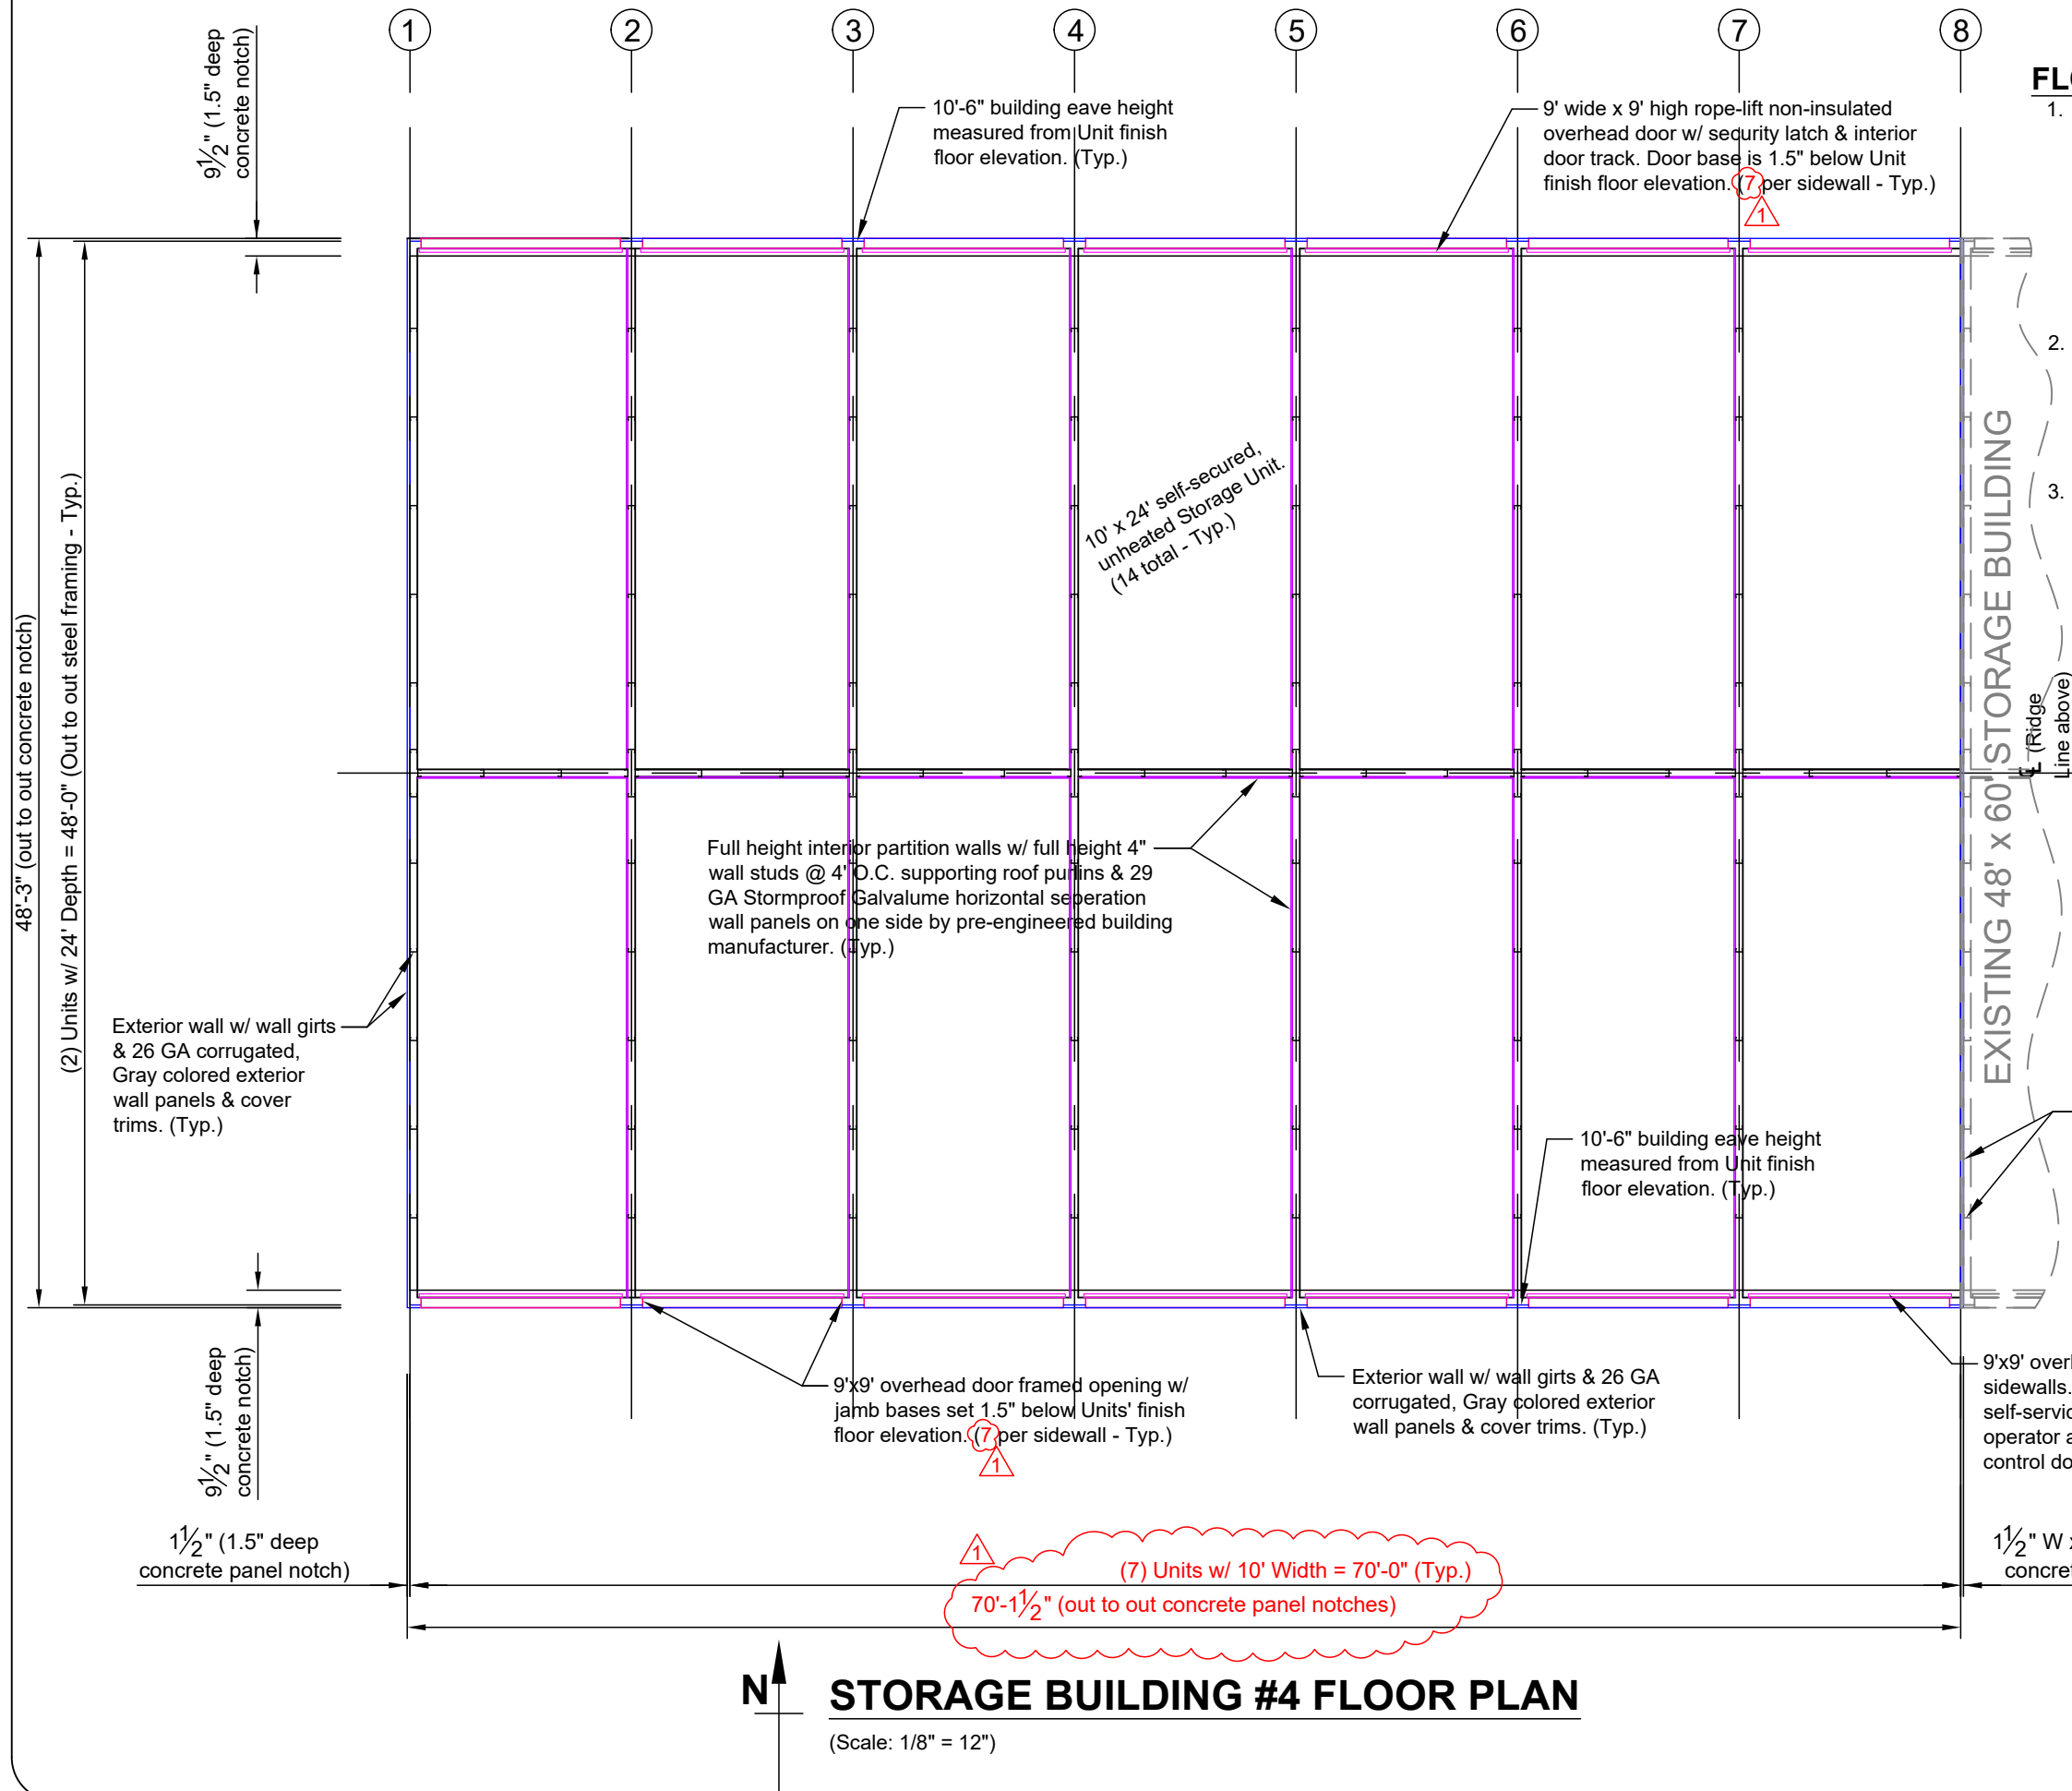 1 2 3 4 5 6 7 8
9 1/2" (1.5" deep
concrete notch)
10'-6" building eave height
measured from Unit finish
floor elevation. (Typ.)
9' wide x 9' high rope-lift non-insulated
overhead door w/ security latch & interior
door track. Door base is 1.5" below Unit
finish floor elevation. (7 per sidewall - Typ.)
1
1.
2.
3.
48'-3" (out to out concrete notch)
(2) Units w/ 24' Depth = 48'-0" (Out to out steel framing - Typ.)
10' x 24' self-secured,
unheated Storage Unit.
(14 total - Typ.)
EXISTING 48' x 60' STORAGE BUILDING
℄ (Ridge
Line above)
Full height interior partition walls w/ full height 4"
wall studs @ 4' O.C. supporting roof purlins & 29
GA Stormproof Galvalume horizontal seperation
wall panels on one side by pre-engineered building
manufacturer. (Typ.)
Exterior wall w/ wall girts
& 26 GA corrugated,
Gray colored exterior
wall panels & cover
trims. (Typ.)
10'-6" building eave height
measured from Unit finish
floor elevation. (Typ.)
9 1/2" (1.5" deep
concrete notch)
9'x9' overhead door framed opening w/
jamb bases set 1.5" below Units' finish
floor elevation. (7 per sidewall - Typ.)
1
Exterior wall w/ wall girts & 26 GA
corrugated, Gray colored exterior
wall panels & cover trims. (Typ.)
9'x9'
sidewalls.
operator
control
1 1/2" (1.5" deep
concrete panel notch)
1 1/2" W
1
(7) Units w/ 10' Width = 70'-0" (Typ.)
70'-1 1/2" (out to out concrete panel notches)
N
STORAGE BUILDING #4 FLOOR PLAN
(Scale: 1/8" = 12")